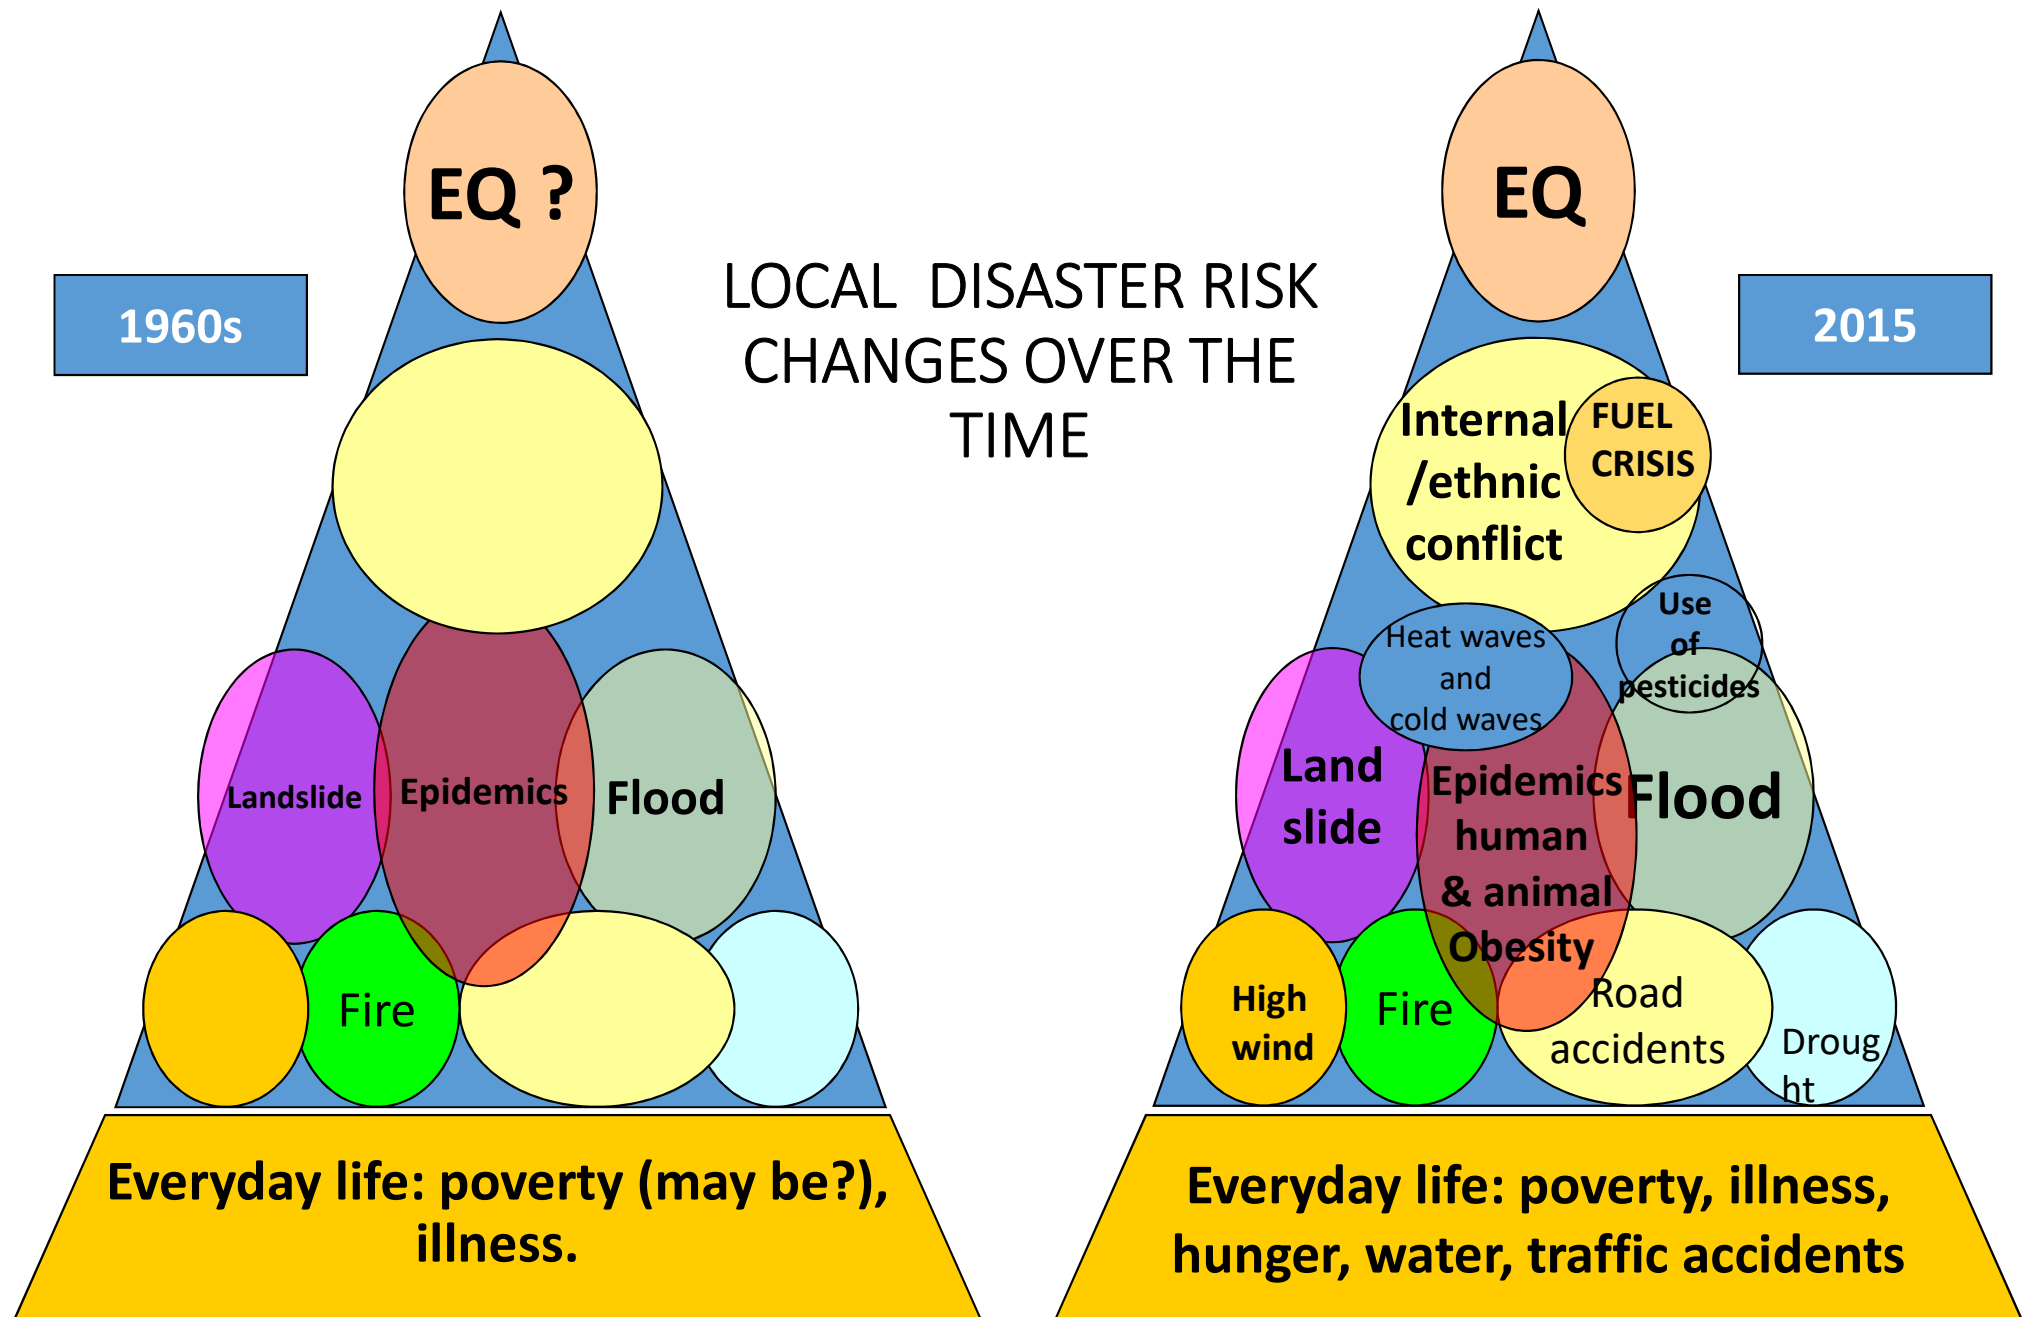 EQ ?
1960s
LOCAL DISASTER RISK
CHANGES OVER THE
TIME
Landslide
Epidemics
Flood
Fire
Everyday life: poverty (may be?),
illness.
EQ
2015
Internal
/ethnic
conflict
FUEL
CRISIS
Use
of
pesticides
Heat waves
and
cold waves
Land
slide
Epidemics
human
& animal
Obesity
Flood
High
wind
Fire
Road
accidents
Droug
ht
Everyday life: poverty, illness,
hunger, water, traffic accidents